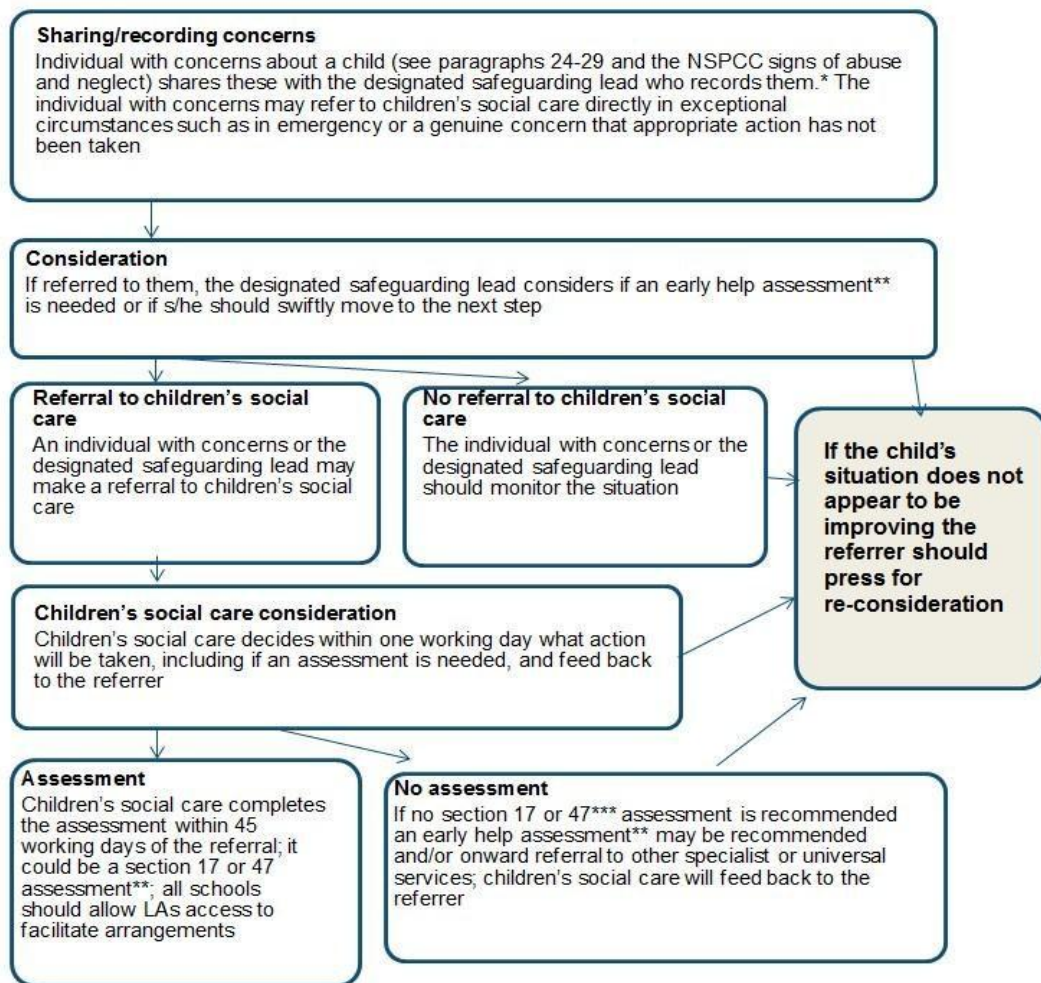 Sharing/recording concerns
Individual with concerns about a child (see paragraphs 24-29 and the NSPCC signs of abuse
and neglect) shares these with the designated safeguarding lead who records them.* The
individual with concerns may refer to children's social care directly in exceptional
circumstances such as in emergency or a genuine concern that appropriate action has not
been taken
Consideration
If referred to them, the designated safeguarding lead considers if an early help assessment**
is needed or if s/he should swiftly move to the next step
Referral to children's social
care
An individual with concerns or the
designated safeguarding lead may
make a referral to children's social
care
No referral to children's social
care
The individual with concerns or the
designated safeguarding lead
should monitor the situation
If the child's
situation does not
appear to be
improving the
referrer should
press for
re-consideration
Children's social care consideration
Children's social care decides within one working day what action
will be taken, including if an assessment is needed, and feed back
to the referrer
Assessment
Children's social care completes
the assessment within 45
working days of the referral; it
could be a section 17 or 47
assessment**; all schools
should allow LAs access to
facilitate arrangements
No assessment
If no section 17 or 47*** assessment is recommended
an early help assessment** may be recommended
and/or onward referral to other specialist or universal
services; children's social care will feed back to the
referrer